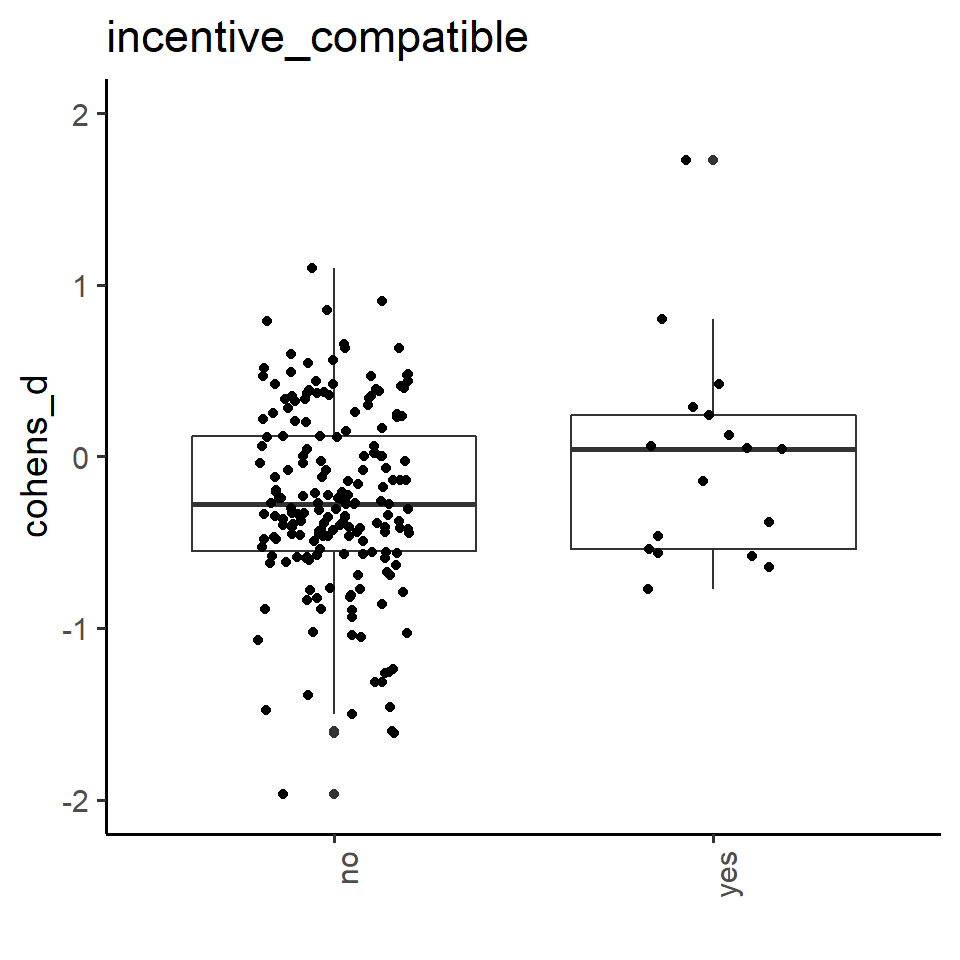 incentive_compatible
cohens_d
2
1
0
-1
-2
no
yes